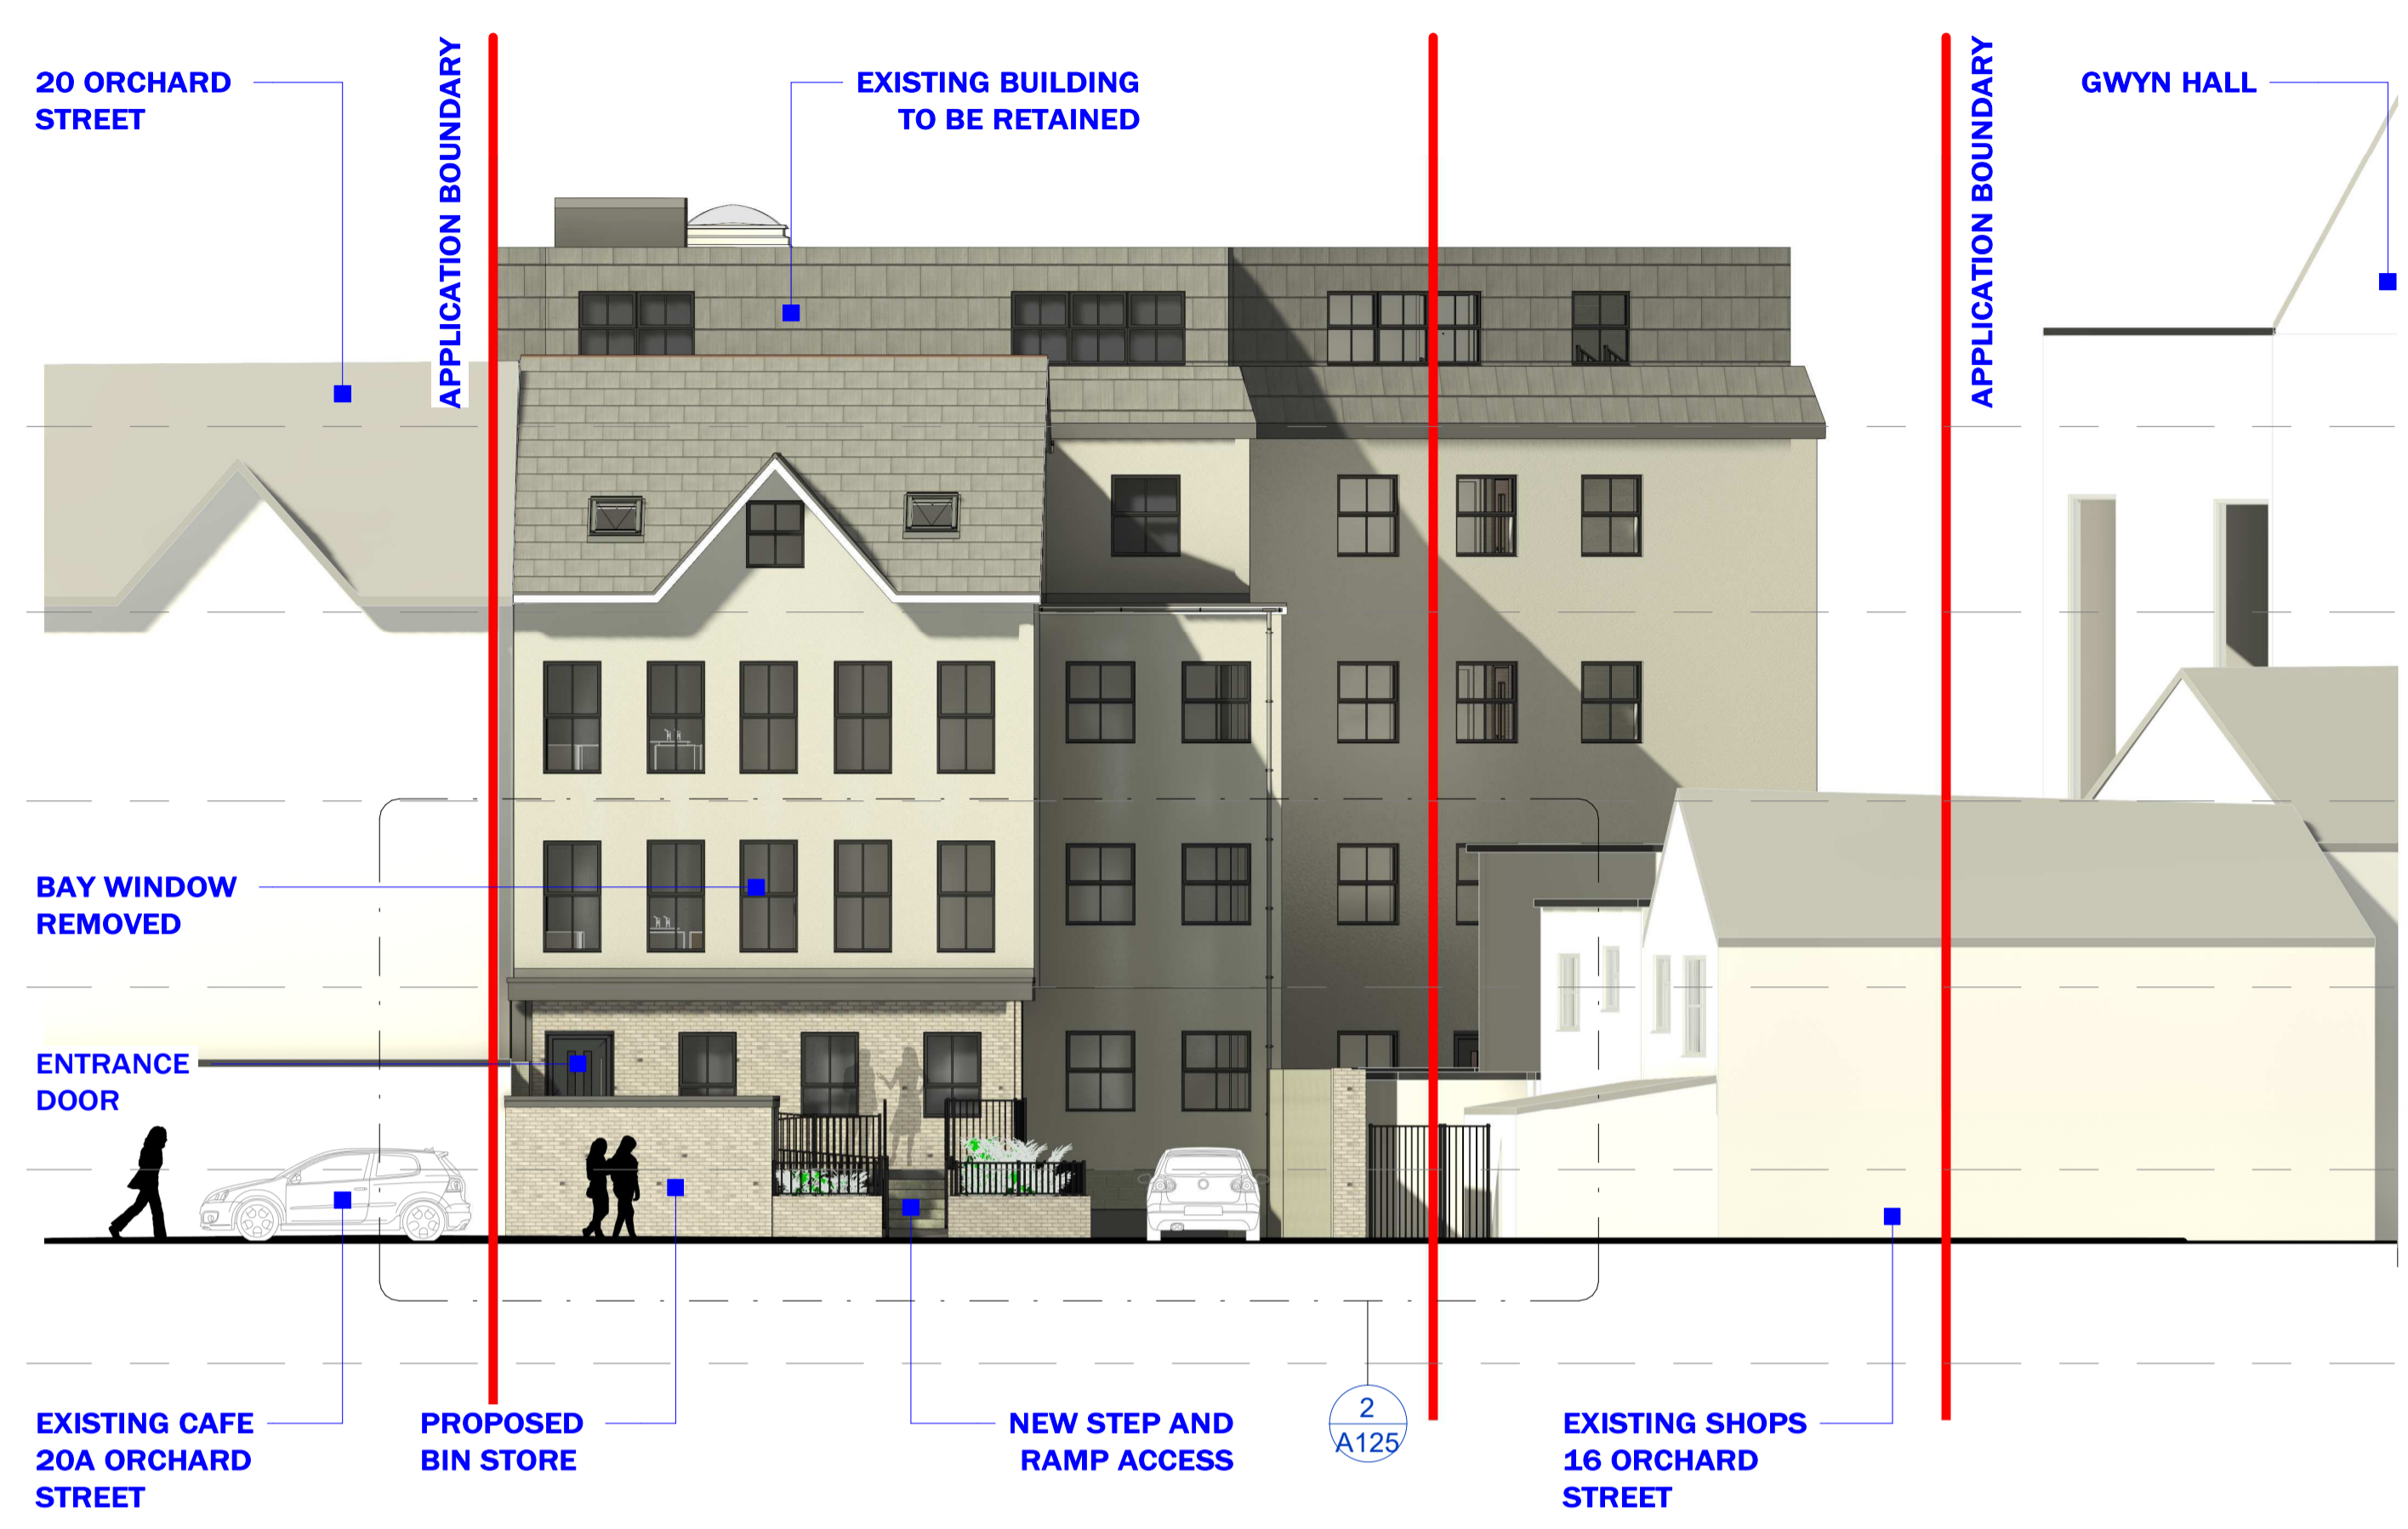 20 ORCHARD
STREET
APPLICATION BOUNDARY
EXISTING BUILDING
TO BE RETAINED
APPLICATION BOUNDARY
GWYN HALL
BAY WINDOW
REMOVED
ENTRANCE
DOOR
EXISTING CAFE
20A ORCHARD
STREET
PROPOSED
BIN STORE
NEW STEP AND
RAMP ACCESS
2
A125
EXISTING SHOPS
16 ORCHARD
STREET